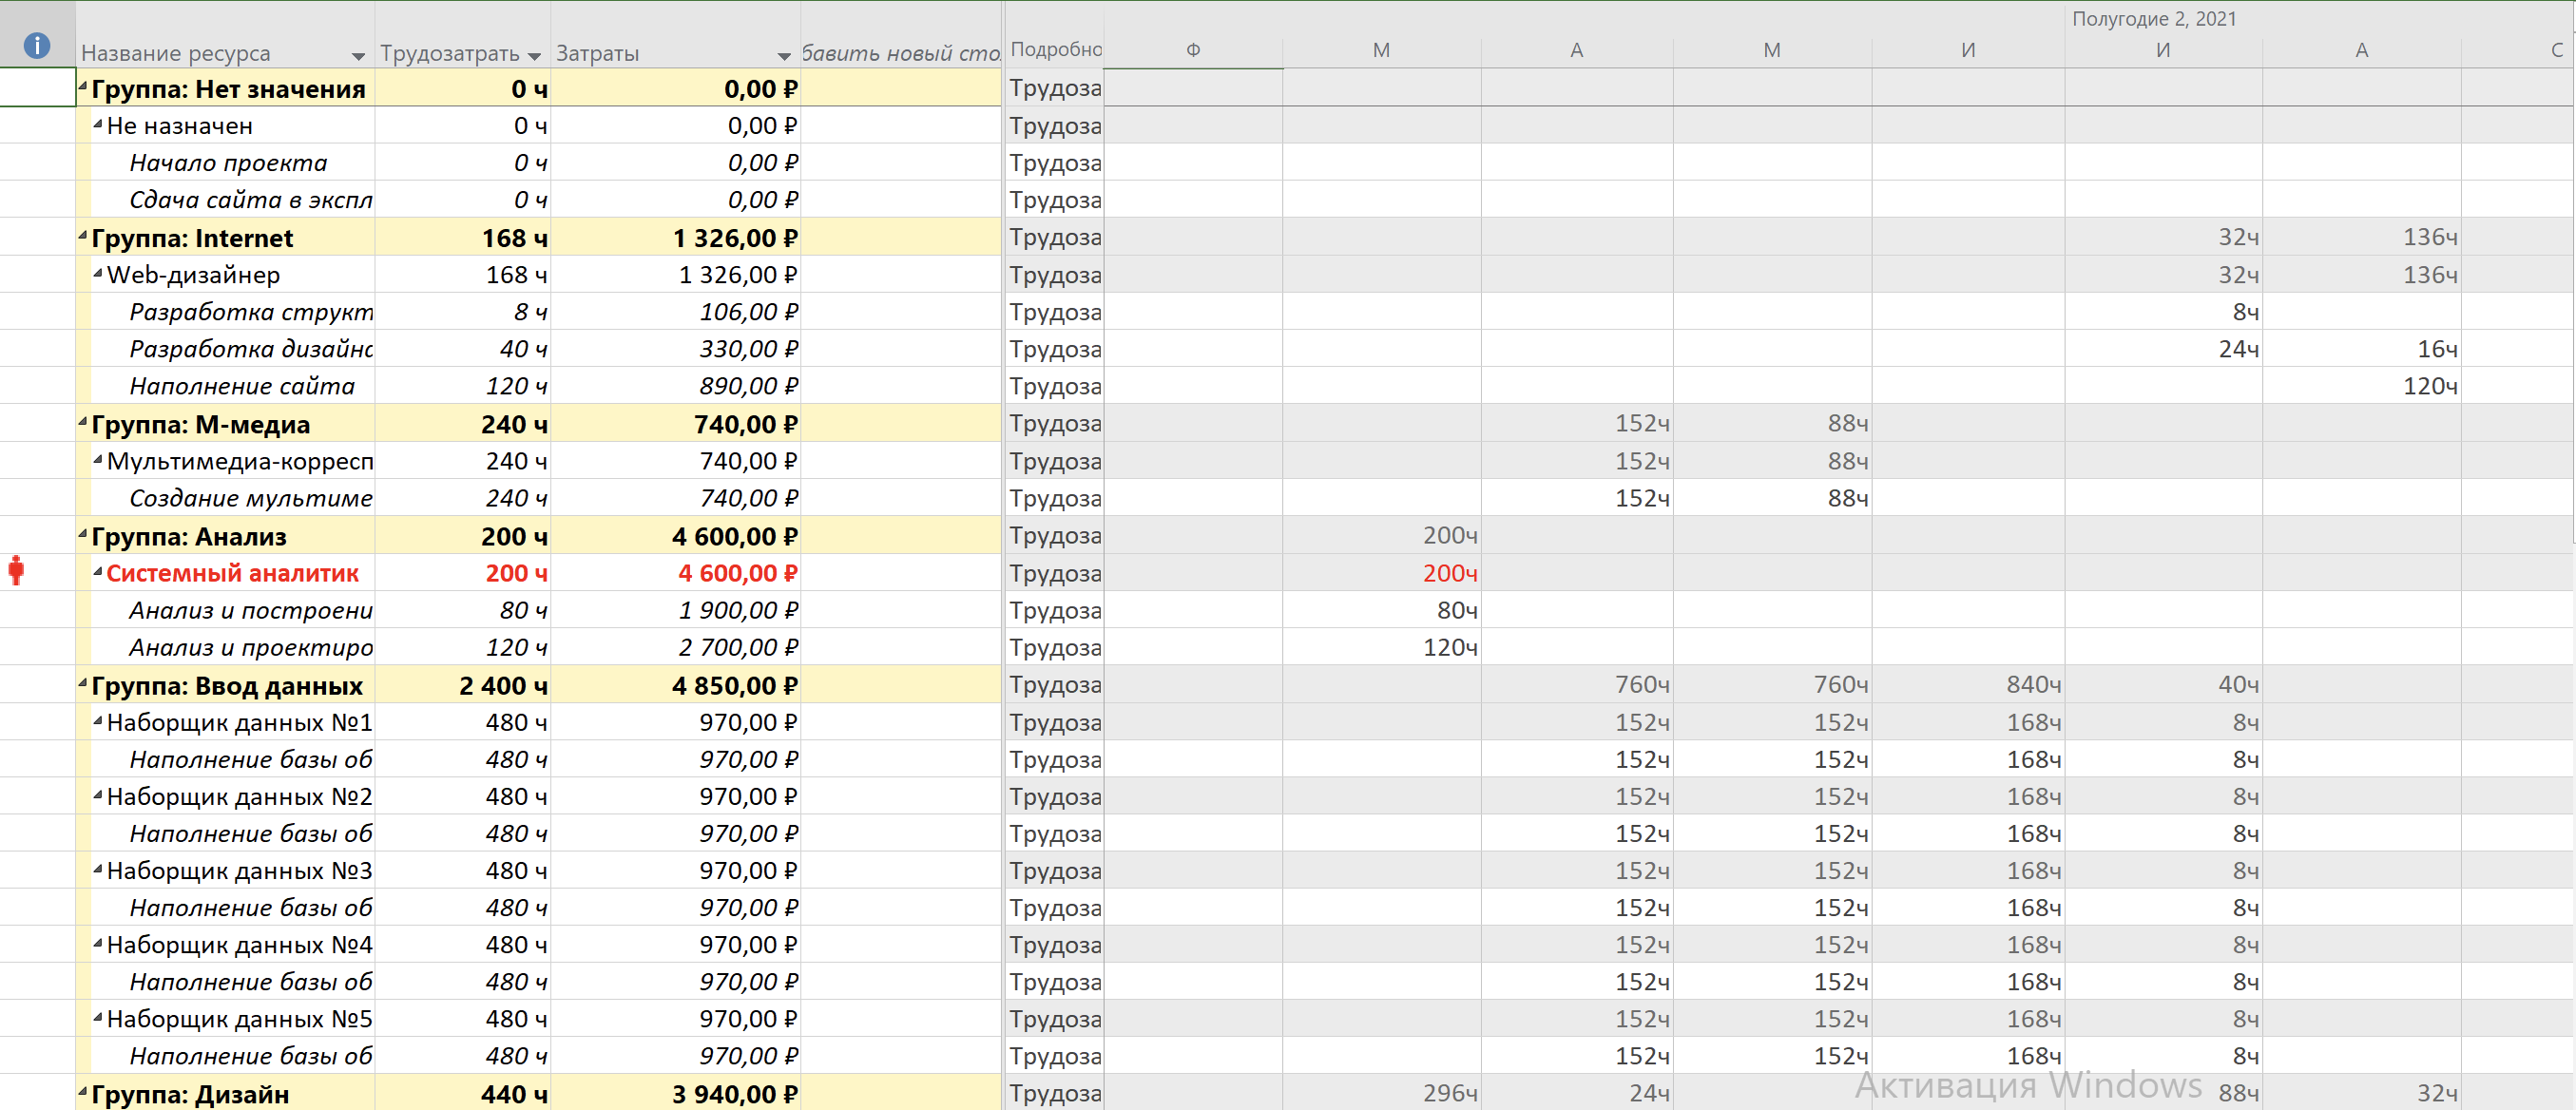 Полугодие 2, 2021
Название ресурса Трудозатрать Затраты бавить новый сто Подробно Ф М А М И И А С
Группа: Нет значения 0 ч 0,00 ₽ Трудоза
Не назначен 0 ч 0,00 ₽ Трудоза
Начало проекта 0 ч 0,00 ₽ Трудоза
Сдача сайта в экспл 0 ч 0,00 ₽ Трудоза
Группа: Internet 168 ч 1 326,00 ₽ Трудоза 32ч 136ч
Web-дизайнер 168 ч 1 326,00 ₽ Трудоза 32ч 136ч
Разработка структ 8 ч 106,00 ₽ Трудоза 8ч
Разработка дизайна 40 ч 330,00 ₽ Трудоза 24ч 16ч
Наполнение сайта 120 ч 890,00 ₽ Трудоза 120ч
Группа: М-медиа 240 ч 740,00 ₽ Трудоза 152ч 88ч
Мультимедиа-корресп 240 ч 740,00 ₽ Трудоза 152ч 88ч
Создание мультиме 240 ч 740,00 ₽ Трудоза 152ч 88ч
Группа: Анализ 200 ч 4 600,00 ₽ Трудоза 200ч
Системный аналитик 200 ч 4 600,00 ₽ Трудоза 200ч
Анализ и построени 80 ч 1 900,00 ₽ Трудоза 80ч
Анализ и проектиро 120 ч 2 700,00 ₽ Трудоза 120ч
Группа: Ввод данных 2 400 ч 4 850,00 ₽ Трудоза 760ч 760ч 840ч 40ч
Наборщик данных №1 480 ч 970,00 ₽ Трудоза 152ч 152ч 168ч 8ч
Наполнение базы об 480 ч 970,00 ₽ Трудоза 152ч 152ч 168ч 8ч
Наборщик данных №2 480 ч 970,00 ₽ Трудоза 152ч 152ч 168ч 8ч
Наполнение базы об 480 ч 970,00 ₽ Трудоза 152ч 152ч 168ч 8ч
Наборщик данных №3 480 ч 970,00 ₽ Трудоза 152ч 152ч 168ч 8ч
Наполнение базы об 480 ч 970,00 ₽ Трудоза 152ч 152ч 168ч 8ч
Наборщик данных №4 480 ч 970,00 ₽ Трудоза 152ч 152ч 168ч 8ч
Наполнение базы об 480 ч 970,00 ₽ Трудоза 152ч 152ч 168ч 8ч
Наборщик данных №5 480 ч 970,00 ₽ Трудоза 152ч 152ч 168ч 8ч
Наполнение базы об 480 ч 970,00 ₽ Трудоза 152ч 152ч 168ч 8ч
Группа: Дизайн 440 ч 3 940,00 ₽ Трудоза 296ч 24ч 88ч 32ч
Активация Windows